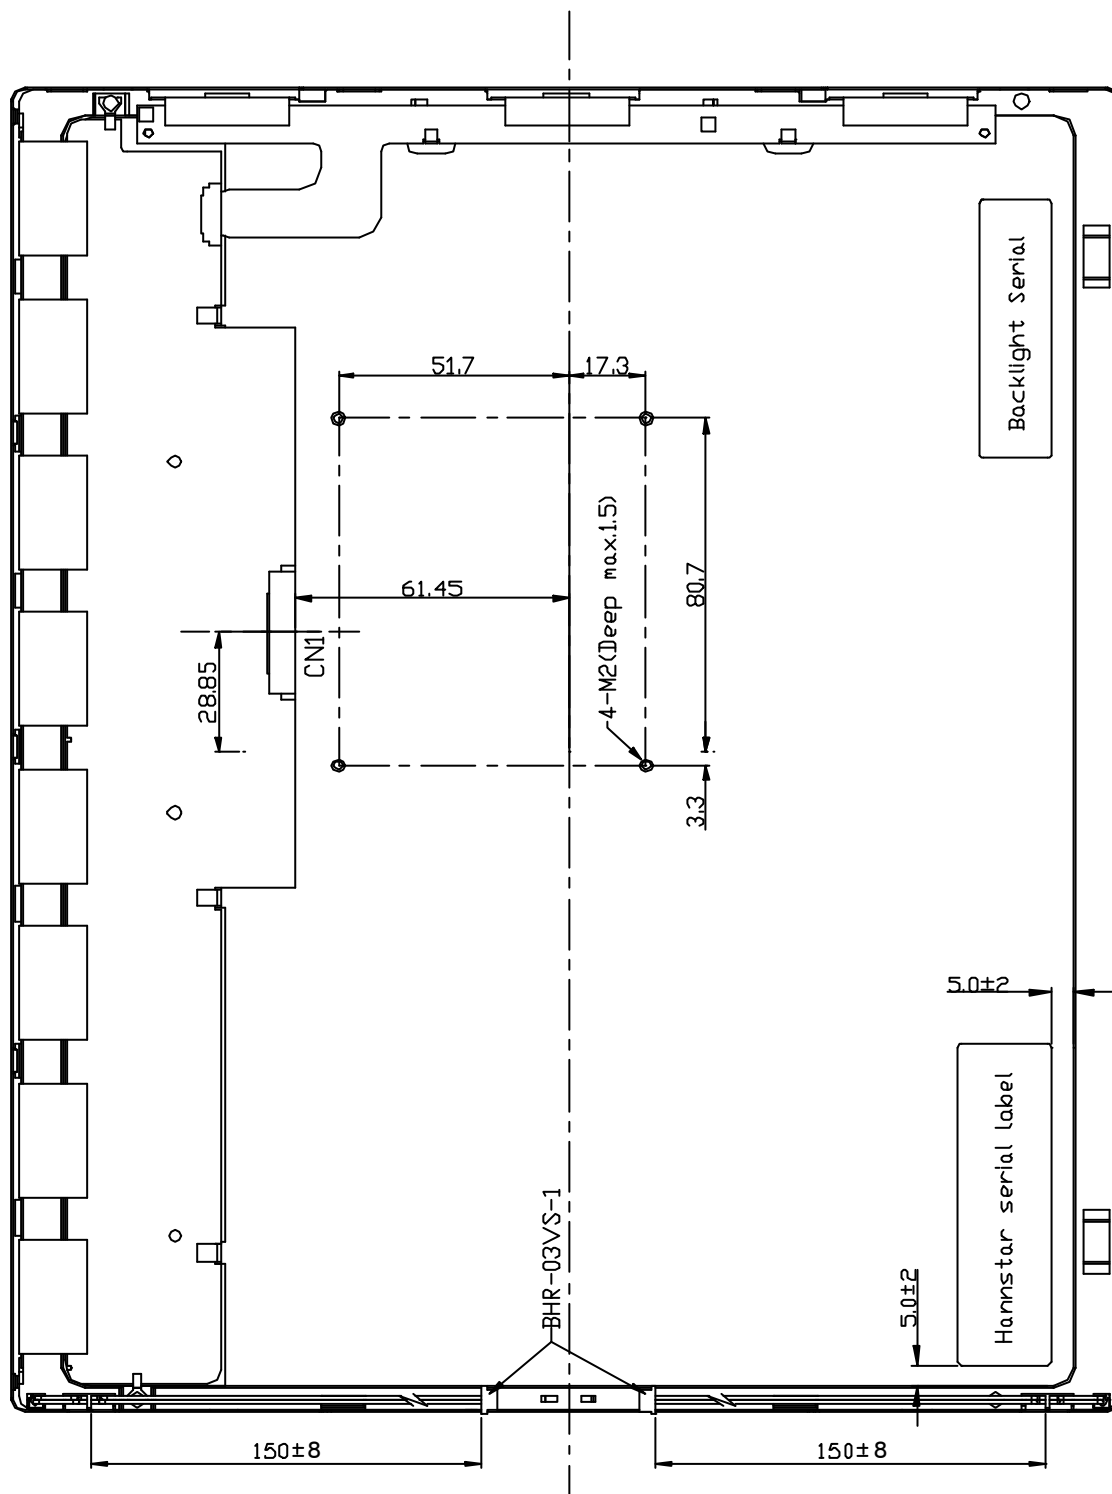 Backlight Serial
51.7
17.3
4-M2(Deep max.1.5)
80.7
61.45
CN1
28.85
3.3
5.0±2
Hannstar serial label
BHR-03VS-1
5.0±2
150±8
150±8